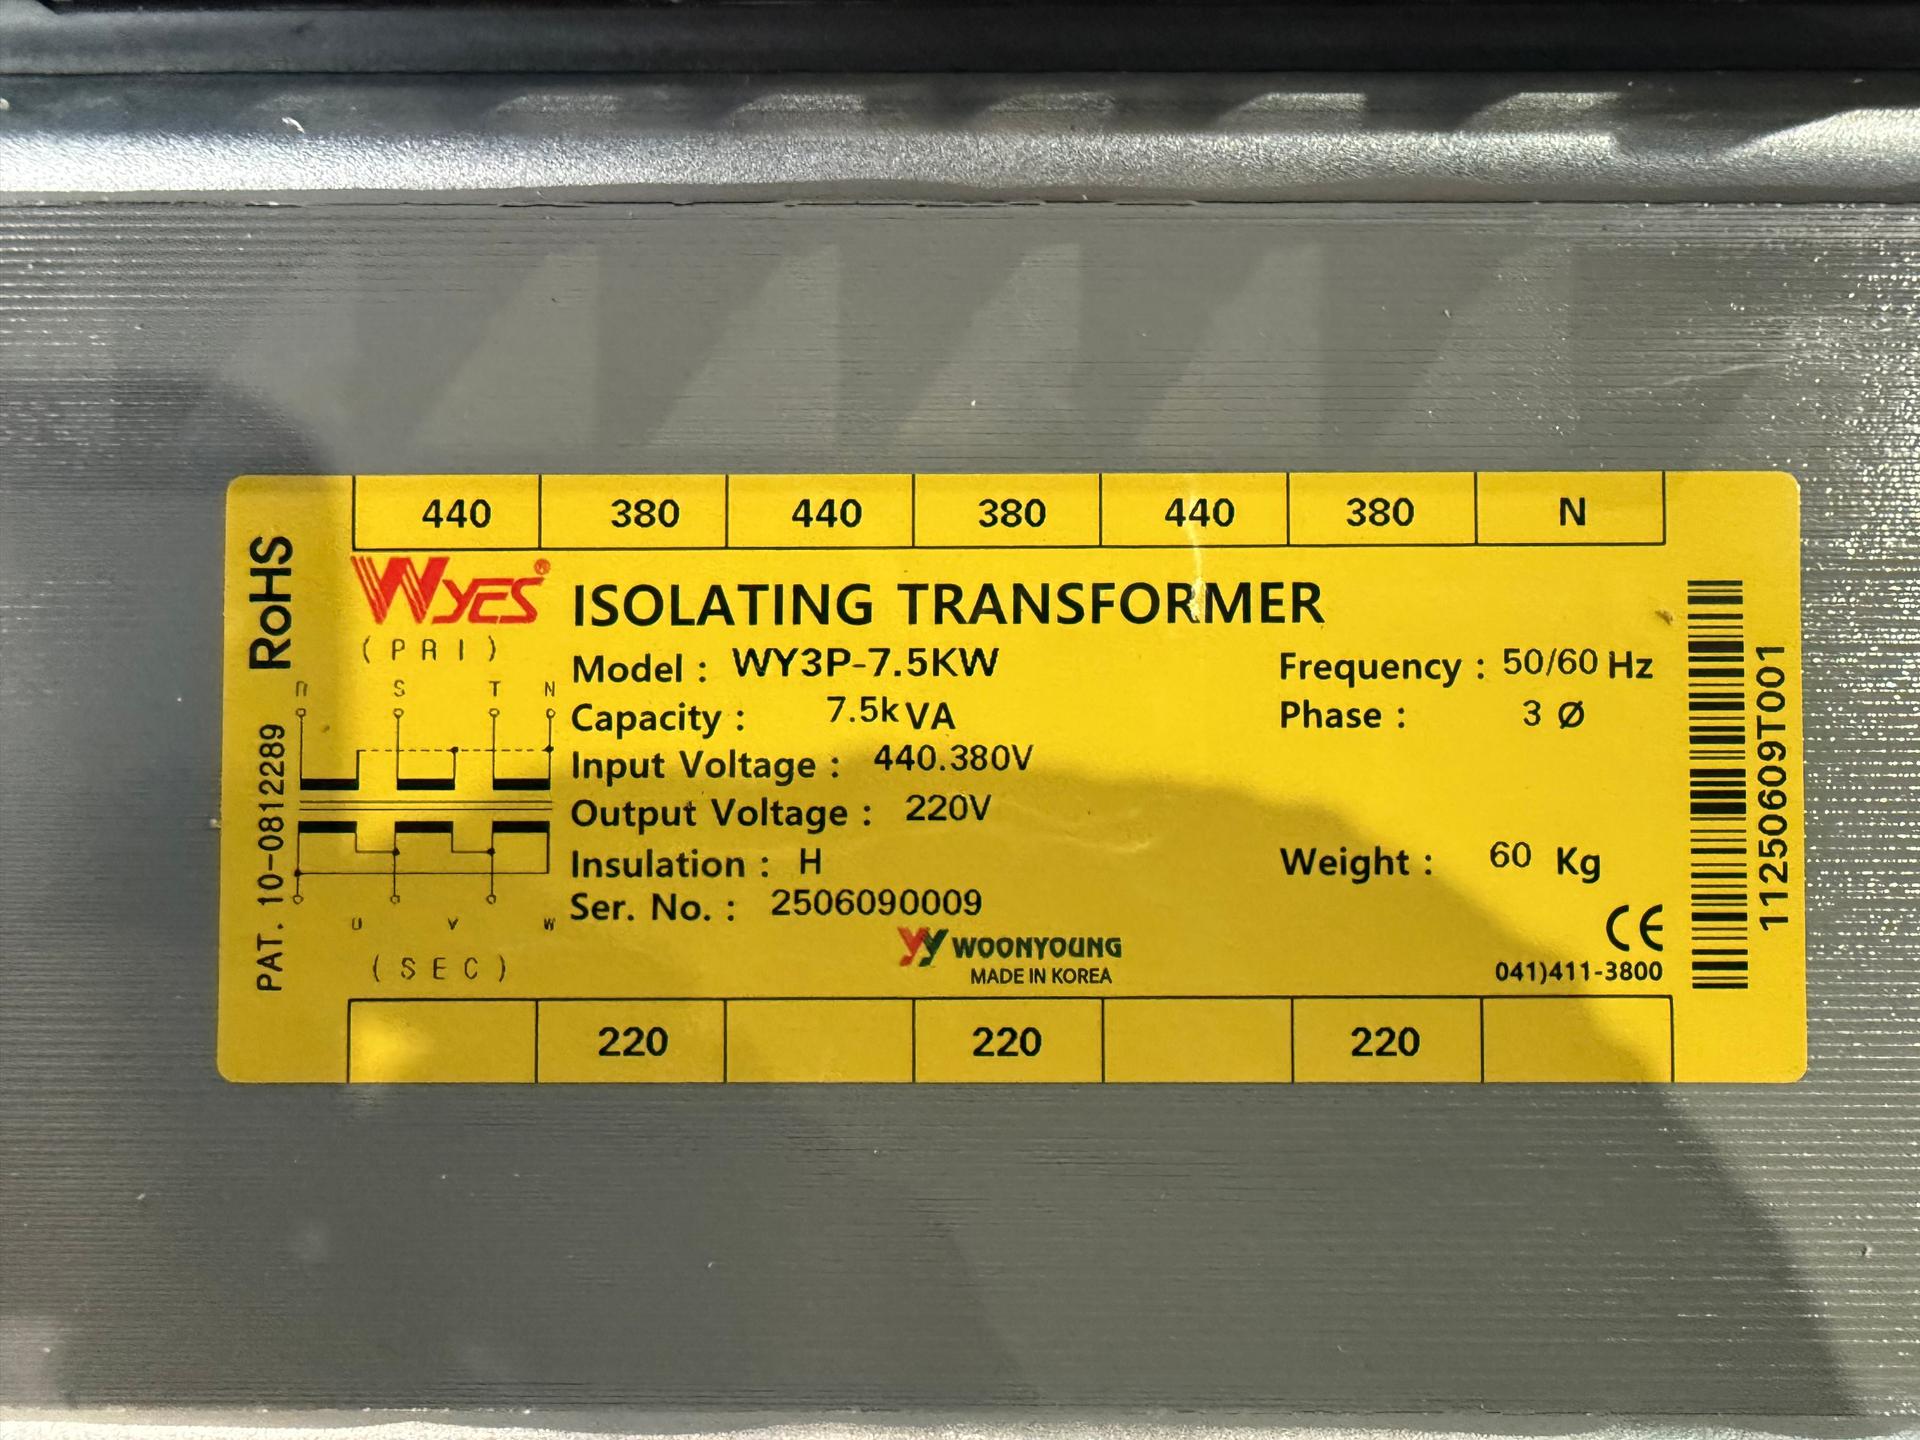 440 380 440 380 440 380 N
RoHS
PAT. 10-0812289
WYES®
ISOLATING TRANSFORMER
(PRI)
S T N
Model : WY3P-7.5KW
Capacity : 7.5kVA
Input Voltage : 440.380V
Output Voltage : 220V
Insulation : H
Ser. No. : 2506090009
Frequency : 50/60 Hz
Phase : 3 Ø
Weight : 60 Kg
U V W
(SEC)
WOONYOUNG
MADE IN KOREA
CE
041)411-3800
11250609T001
220 220 220